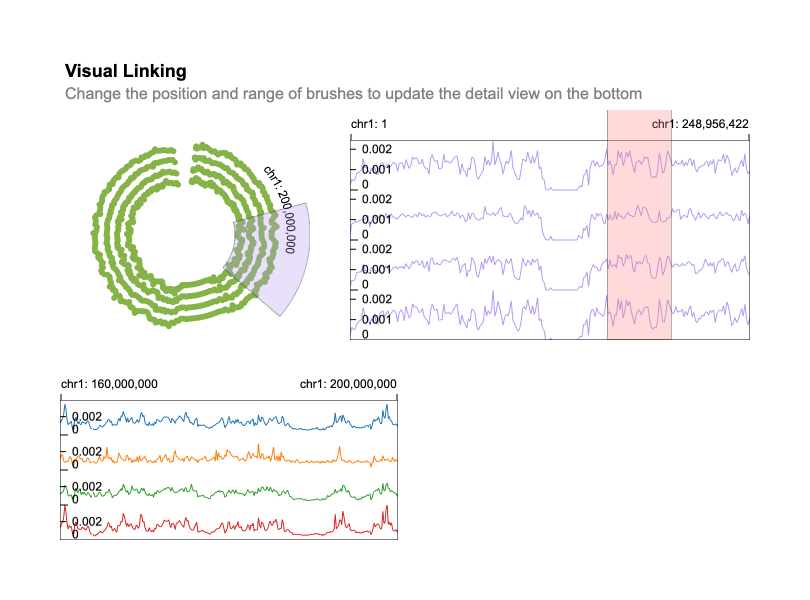 Visual Linking
Change the position and range of brushes to update the detail view on the bottom
chr1: 200,000,000
chr1: 1
chr1: 248,956,422
0.002
0.001
0
0.002
0.001
0
0.002
0.001
0
0.002
0.001
0
chr1: 160,000,000
chr1: 200,000,000
0.002
0
0.002
0
0.002
0
0.002
0